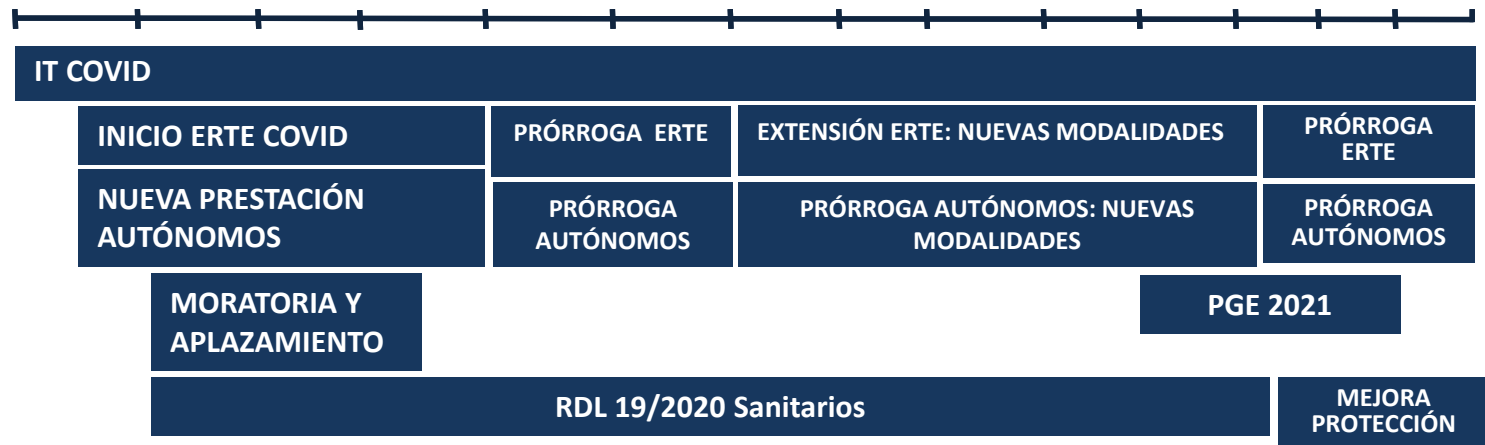 IT COVID
INICIO ERTE COVID
PRÓRROGA ERTE
EXTENSIÓN ERTE: NUEVAS MODALIDADES
PRÓRROGA
ERTE
NUEVA PRESTACIÓN
AUTÓNOMOS
PRÓRROGA
AUTÓNOMOS
PRÓRROGA AUTÓNOMOS: NUEVAS
MODALIDADES
PRÓRROGA
AUTÓNOMOS
MORATORIA Y
APLAZAMIENTO
PGE 2021
RDL 19/2020 Sanitarios
MEJORA
PROTECCIÓN